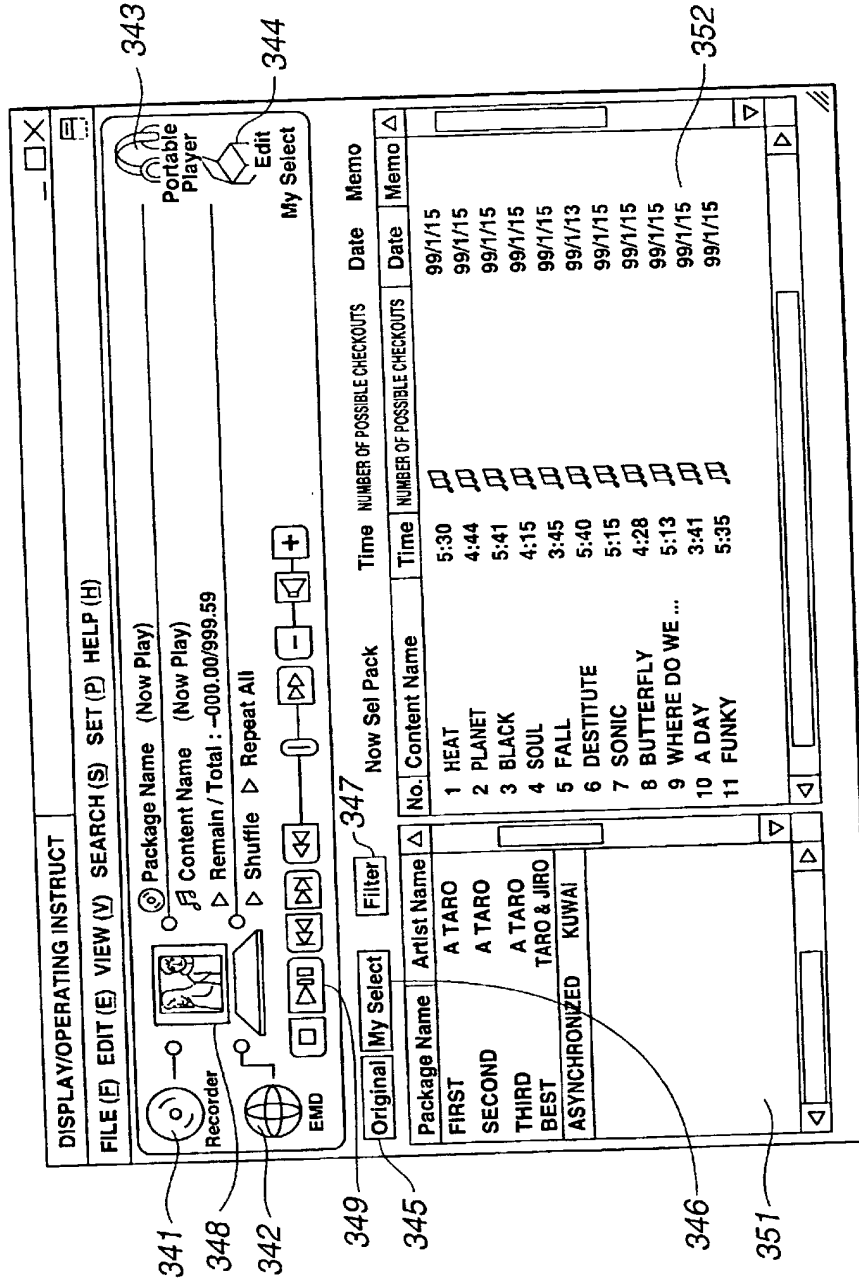 DISPLAY/OPERATING INSTRUCT
FILE (F) EDIT (E) VIEW (V) SEARCH (S) SET (P) HELP (H)
341
Recorder
348
342
EMD
Package Name (Now Play)
Content Name (Now Play)
Remain / Total : –000.00/999.59
Shuffle Repeat All
343
Portable
Player
344
Edit
My Select
349
– +
345
Original My Select Filter 347
346
Now Sel Pack Time NUMBER OF POSSIBLE CHECKOUTS Date Memo
Package Name Artist Name
FIRST A TARO
SECOND A TARO
THIRD A TARO
BEST TARO & JIRO
ASYNCHRONIZED KUWAI
351
No. Content Name Time NUMBER OF POSSIBLE CHECKOUTS Date Memo
1 HEAT 5:30 99/1/15
2 PLANET 4:44 99/1/15
3 BLACK 5:41 99/1/15
4 SOUL 4:15 99/1/15
5 FALL 3:45 99/1/15
6 DESTITUTE 5:40 99/1/13
7 SONIC 5:15 99/1/15
8 BUTTERFLY 4:28 99/1/15
9 WHERE DO WE ... 5:13 99/1/15
10 A DAY 3:41 99/1/15
11 FUNKY 5:35 99/1/15
352